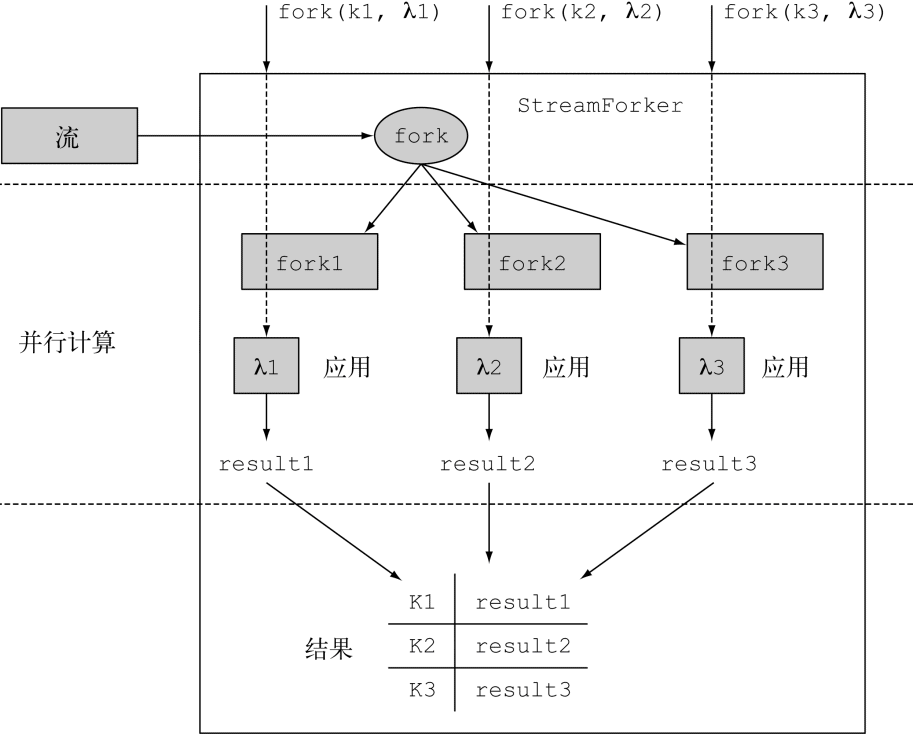 fork(k1, λ1) fork(k2, λ2) fork(k3, λ3)
StreamForker
流
fork
fork1 fork2 fork3
并行计算
λ1 应用 λ2 应用 λ3 应用
result1 result2 result3
K1 result1
结果 K2 result2
K3 result3